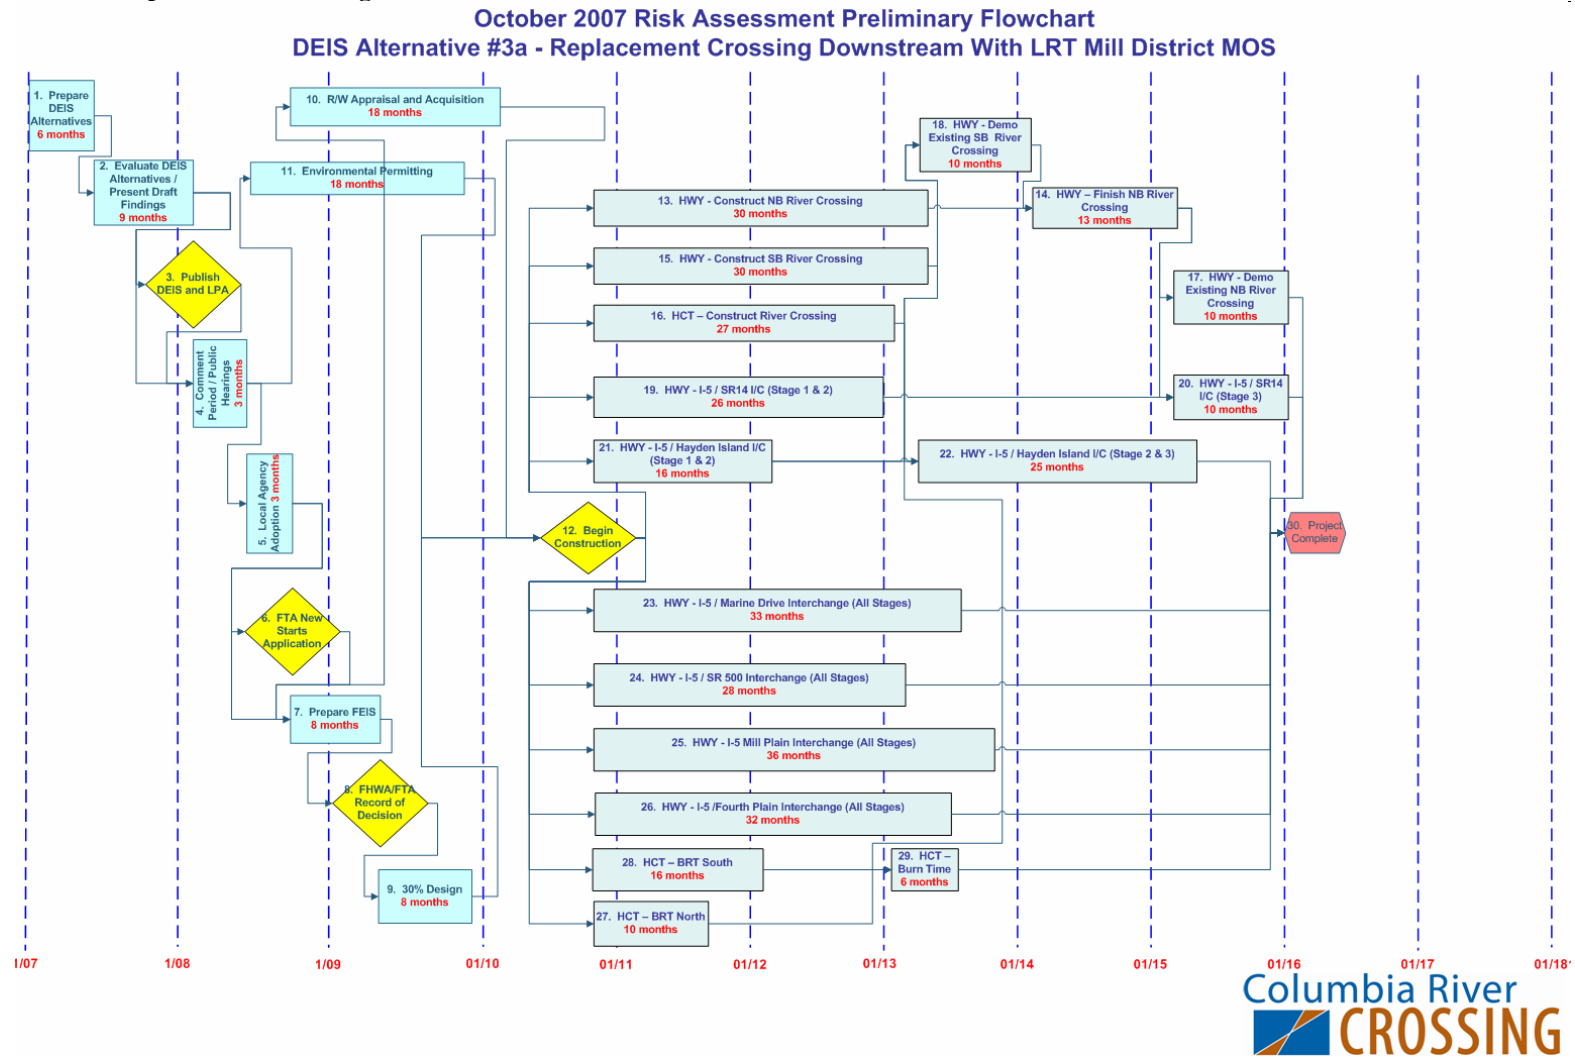 October 2007 Risk Assessment Preliminary Flowchart
DEIS Alternative #3a - Replacement Crossing Downstream With LRT Mill District MOS
1. Prepare
DEIS
Alternatives
6 months
2. Evaluate DEIS
Alternatives /
Present Draft
Findings
9 months
3. Publish
DEIS and LPA
4. Comment
Period / Public
Hearings
3 months
5. Local Agency
Adoption 3 months
6. FTA New
Starts
Application
7. Prepare FEIS
8 months
8. FHWA/FTA
Record of
Decision
9. 30% Design
8 months
10. R/W Appraisal and Acquisition
18 months
11. Environmental Permitting
18 months
12. Begin
Construction
13. HWY - Construct NB River Crossing
30 months
18. HWY - Demo
Existing SB River
Crossing
10 months
14. HWY – Finish NB River
Crossing
13 months
15. HWY - Construct SB River Crossing
30 months
16. HCT – Construct River Crossing
27 months
17. HWY - Demo
Existing NB River
Crossing
10 months
19. HWY - I-5 / SR14 I/C (Stage 1 & 2)
26 months
20. HWY - I-5 / SR14
I/C (Stage 3)
10 months
21. HWY - I-5 / Hayden Island I/C
(Stage 1 & 2)
16 months
22. HWY - I-5 / Hayden Island I/C (Stage 2 & 3)
25 months
30. Project
Complete
23. HWY - I-5 / Marine Drive Interchange (All Stages)
33 months
24. HWY - I-5 / SR 500 Interchange (All Stages)
28 months
25. HWY - I-5 Mill Plain Interchange (All Stages)
36 months
26. HWY - I-5 /Fourth Plain Interchange (All Stages)
32 months
28. HCT – BRT South
16 months
29. HCT –
Burn Time
6 months
27. HCT – BRT North
10 months
1/07 1/08 1/09 01/10 01/11 01/12 01/13 01/14 01/15 01/16 01/17 01/18
Columbia River
CROSSING